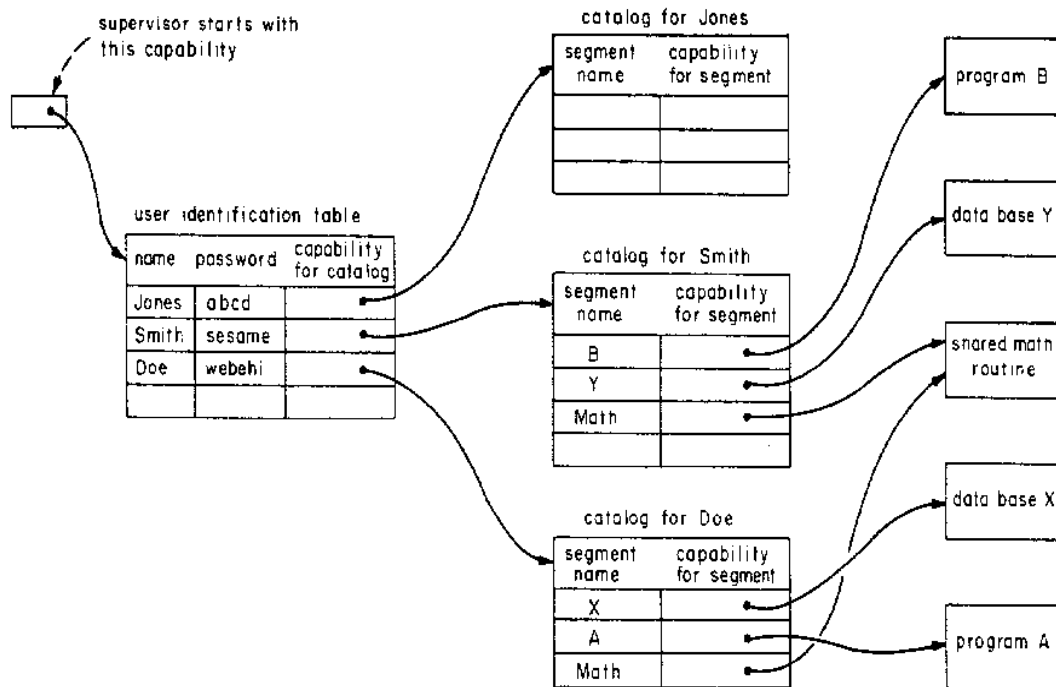 supervisor starts with
this capability
user identification table
name password capability
for catalog
Jones abcd
Smith sesame
Doe webehi
catalog for Jones
segment capability
name for segment
catalog for Smith
segment capability
name for segment
B
Y
Math
catalog for Doe
segment capability
name for segment
X
A
Math
program B
data base Y
shared math
routine
data base X
program A